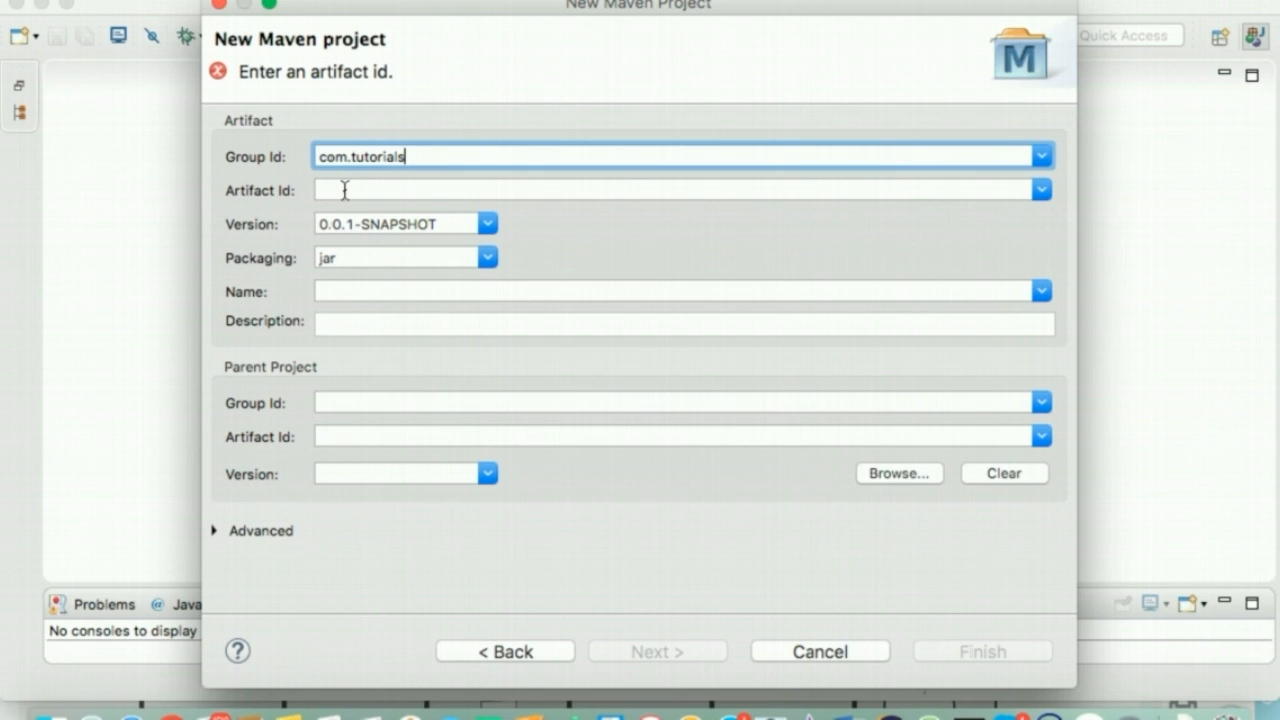 New Maven Project
Quick Access
New Maven project
Enter an artifact id.
M
Artifact
Group Id: com.tutorials
Artifact Id:
Version: 0.0.1-SNAPSHOT
Packaging: jar
Name:
Description:
Parent Project
Group Id:
Artifact Id:
Version:
Browse... Clear
Advanced
Problems @ Java
No consoles to display
? < Back Next > Cancel Finish